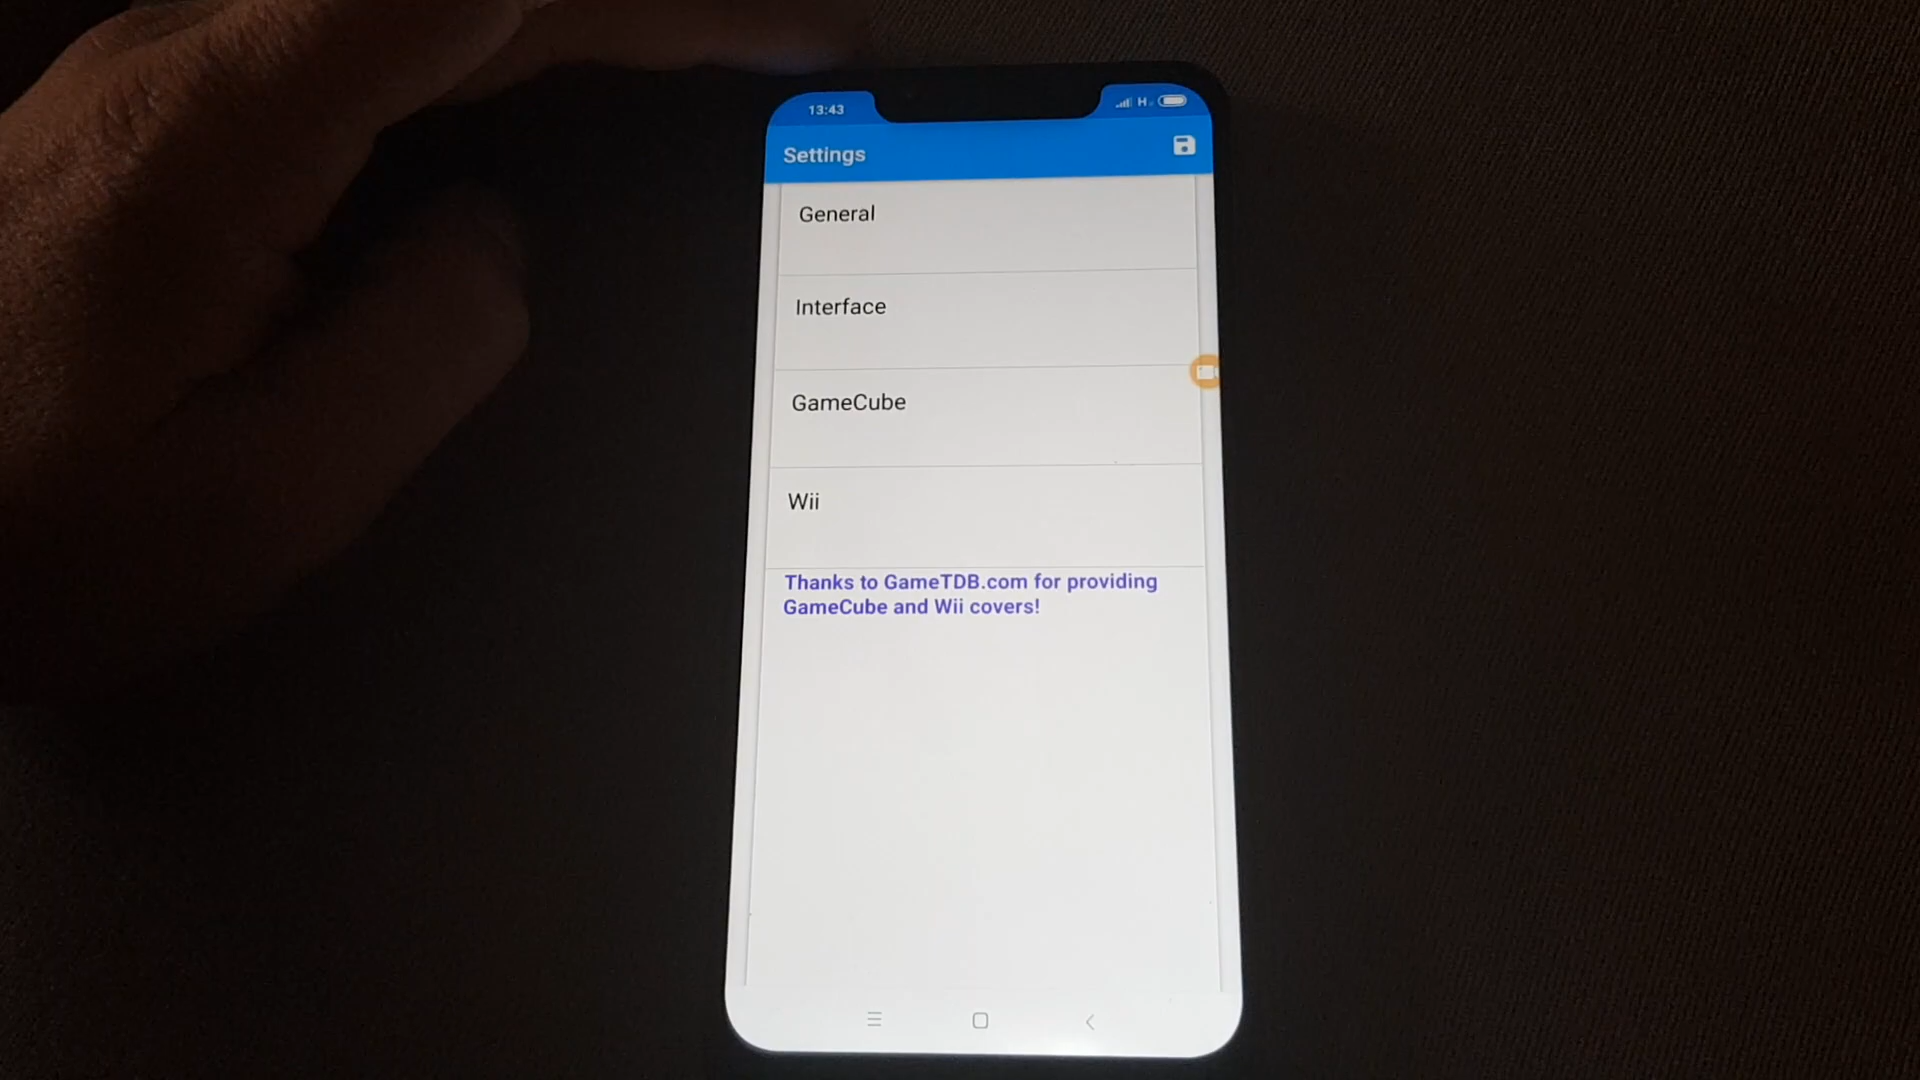 13:43 H
Settings
General
Interface
GameCube
Wii
Thanks to GameTDB.com for providing
GameCube and Wii covers!